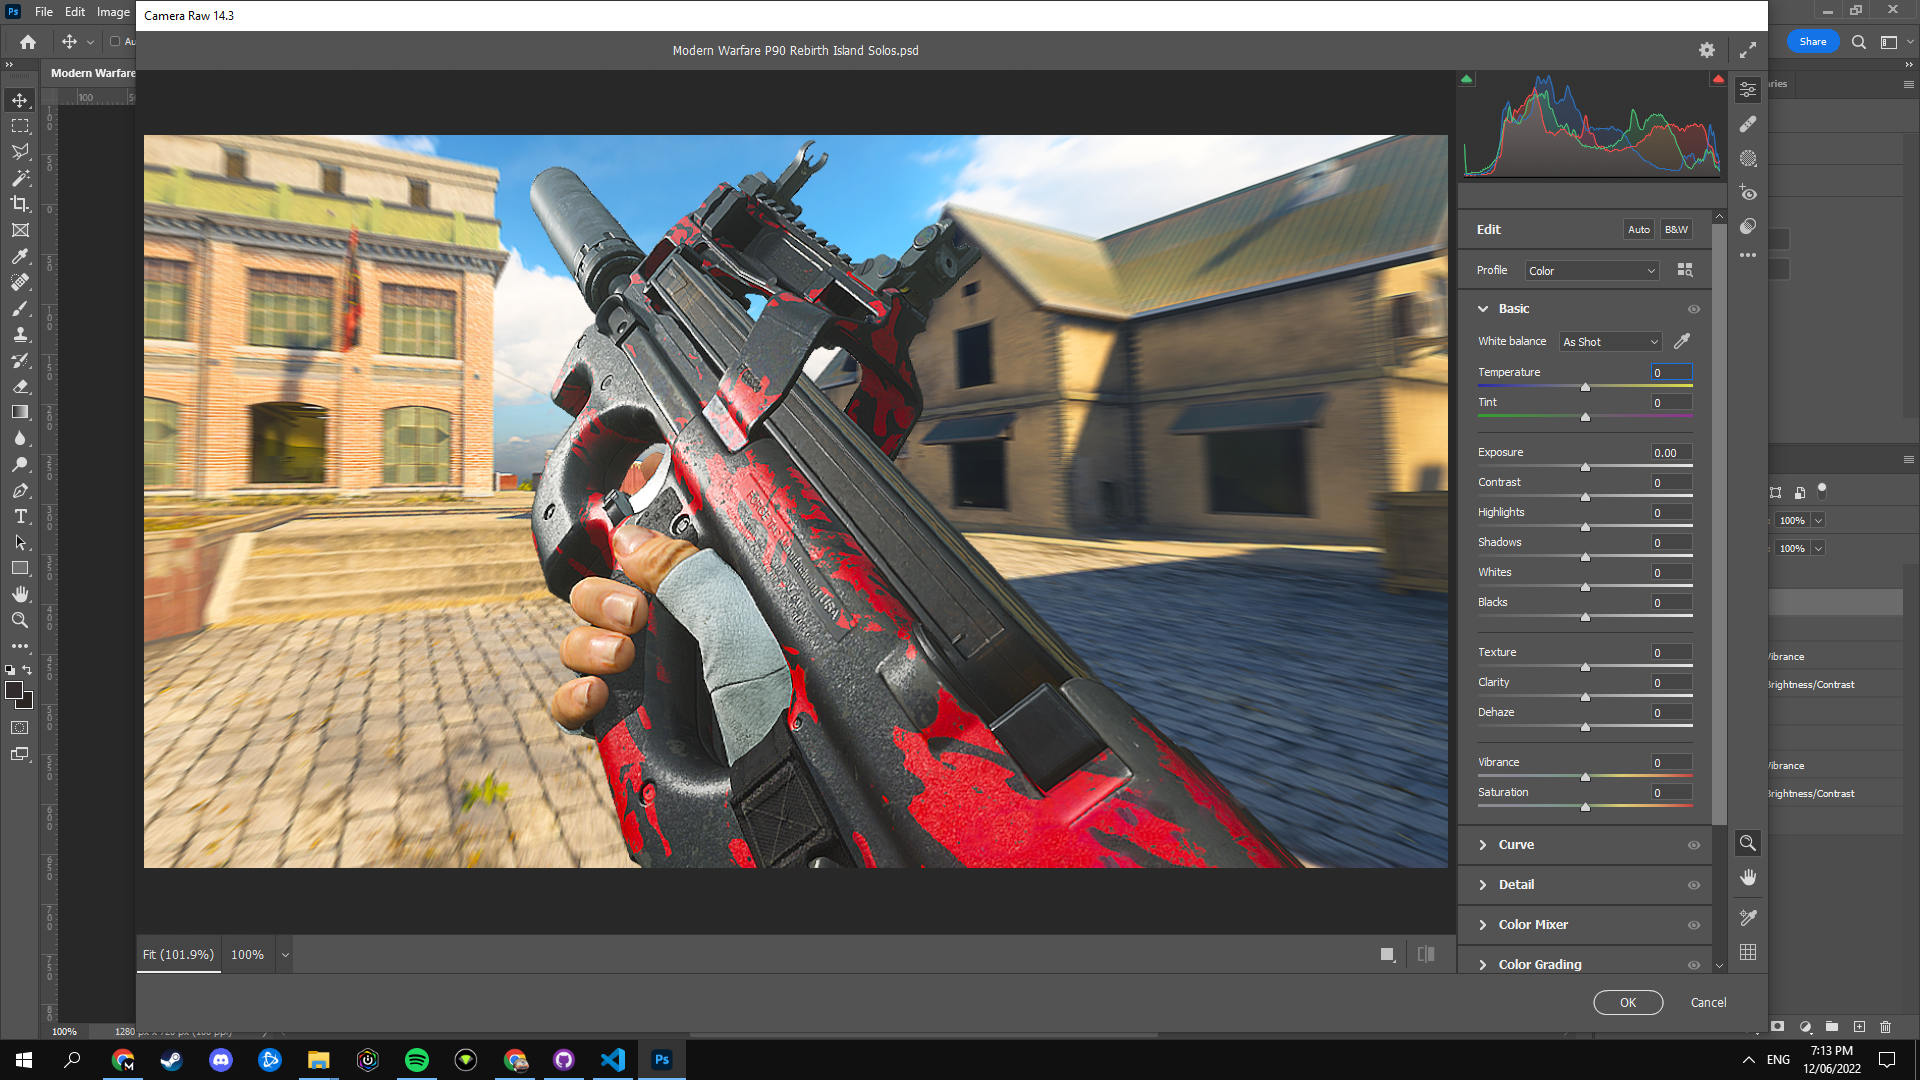 Camera Raw 14.3
Ps File Edit Image
Modern Warfare P90 Rebirth Island Solos.psd
Share
Modern Warfare
Edit
Auto
B&W
Profile
Color
Basic
White balance
As Shot
Temperature
0
Tint
0
Exposure
0.00
Contrast
0
Highlights
0
Shadows
0
Whites
0
Blacks
0
Texture
0
Clarity
0
Dehaze
0
Vibrance
0
Saturation
0
Curve
Detail
Color Mixer
Color Grading
100%
100%
Vibrance
Brightness/Contrast
Vibrance
Brightness/Contrast
Fit (101.9%)
100%
OK
Cancel
100%
ENG
7:13 PM
12/06/2022
Ps